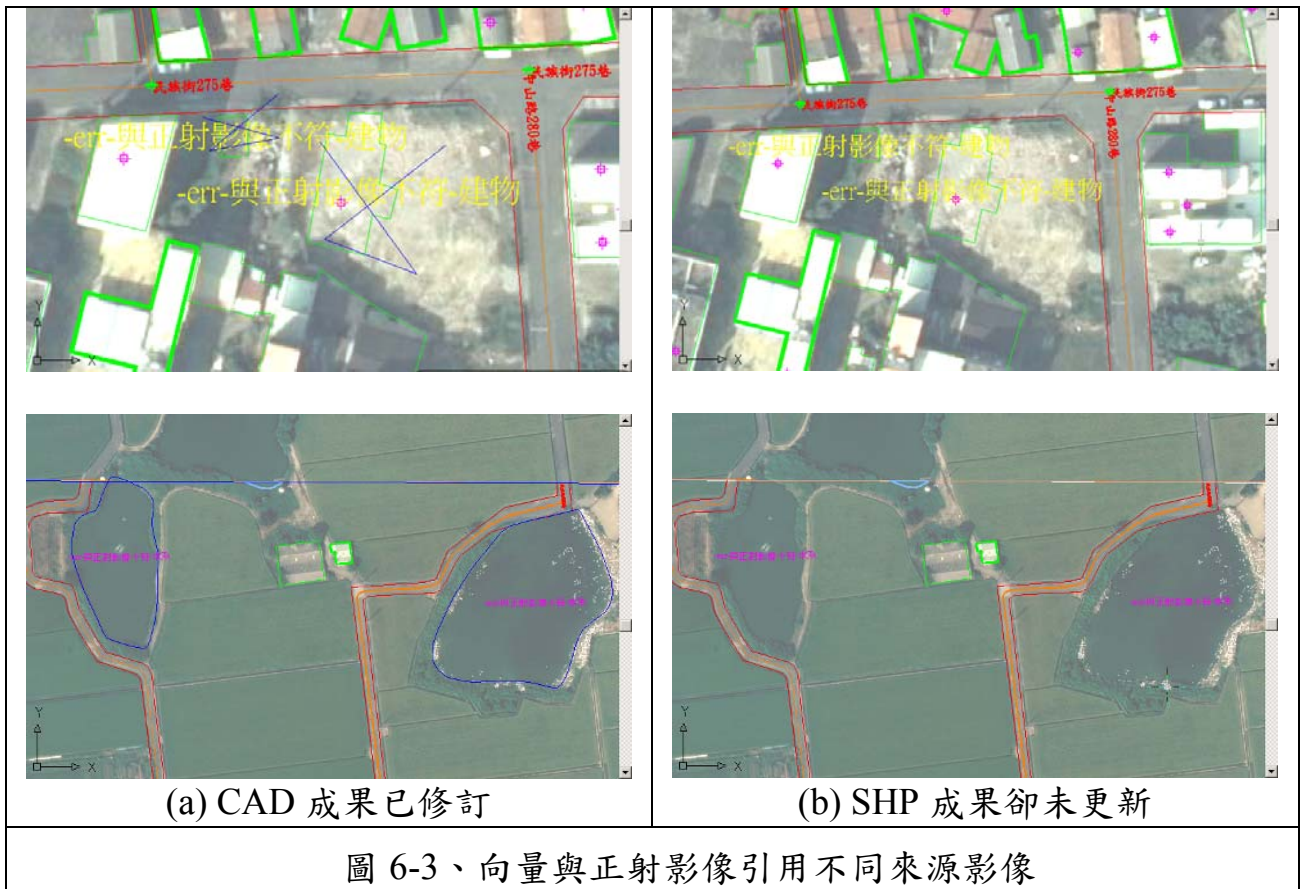 民族街275巷
民族街275巷
中山路280巷
-err-與正射影像不符-建物
-err-與正射影像不符-建物
Y
X
民族街275巷
民族街275巷
中山路280巷
-err-與正射影像不符-建物
-err-與正射影像不符-建物
Y
X
Y
X
Y
X
(a) CAD 成果已修訂
(b) SHP 成果卻未更新
圖 6-3、向量與正射影像引用不同來源影像